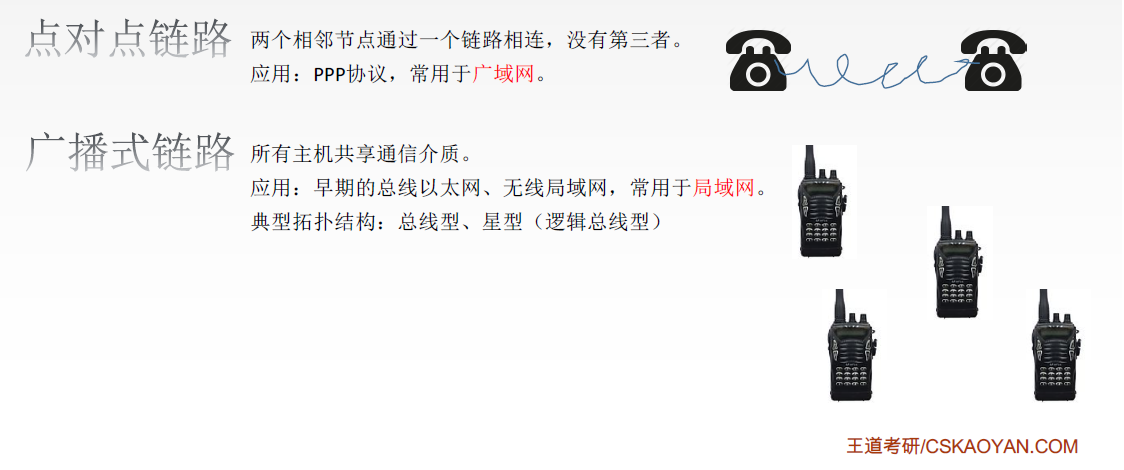 点对点链路
两个相邻节点通过一个链路相连，没有第三者。
应用：PPP协议，常用于广域网。
广播式链路
所有主机共享通信介质。
应用：早期的总线以太网、无线局域网，常用于局域网。
典型拓扑结构：总线型、星型（逻辑总线型）
王道考研/CSKAOYAN.COM